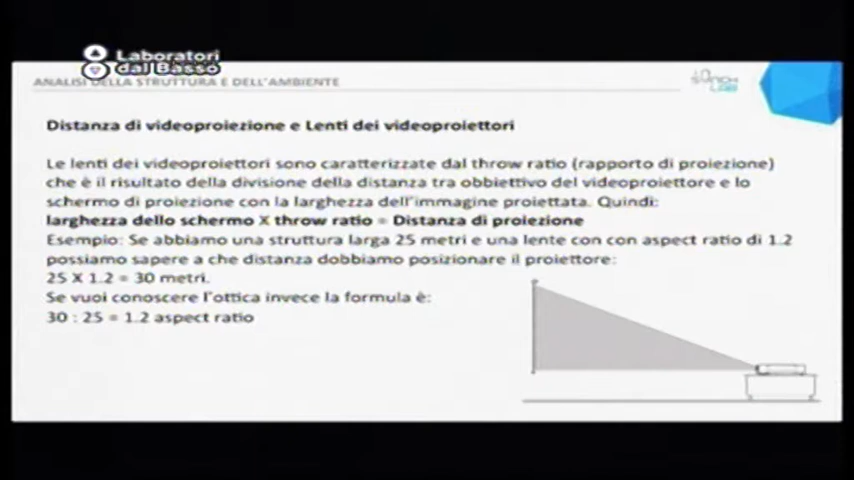 Laboratori
dal Basso
ANALISI DELLA STRUTTURA E DELL'AMBIENTE
Distanza di videoproiezione e Lenti dei videoproiettori
Le lenti dei videoproiettori sono caratterizzate dal throw ratio (rapporto di proiezione)
che è il risultato della divisione della distanza tra obbiettivo del videoproiettore e lo
schermo di proiezione con la larghezza dell'immagine proiettata. Quindi:
larghezza dello schermo X throw ratio = Distanza di proiezione
Esempio: Se abbiamo una struttura larga 25 metri e una lente con con aspect ratio di 1.2
possiamo sapere a che distanza dobbiamo posizionare il proiettore:
25 X 1.2 = 30 metri.
Se vuoi conoscere l'ottica invece la formula è:
30 : 25 = 1.2 aspect ratio